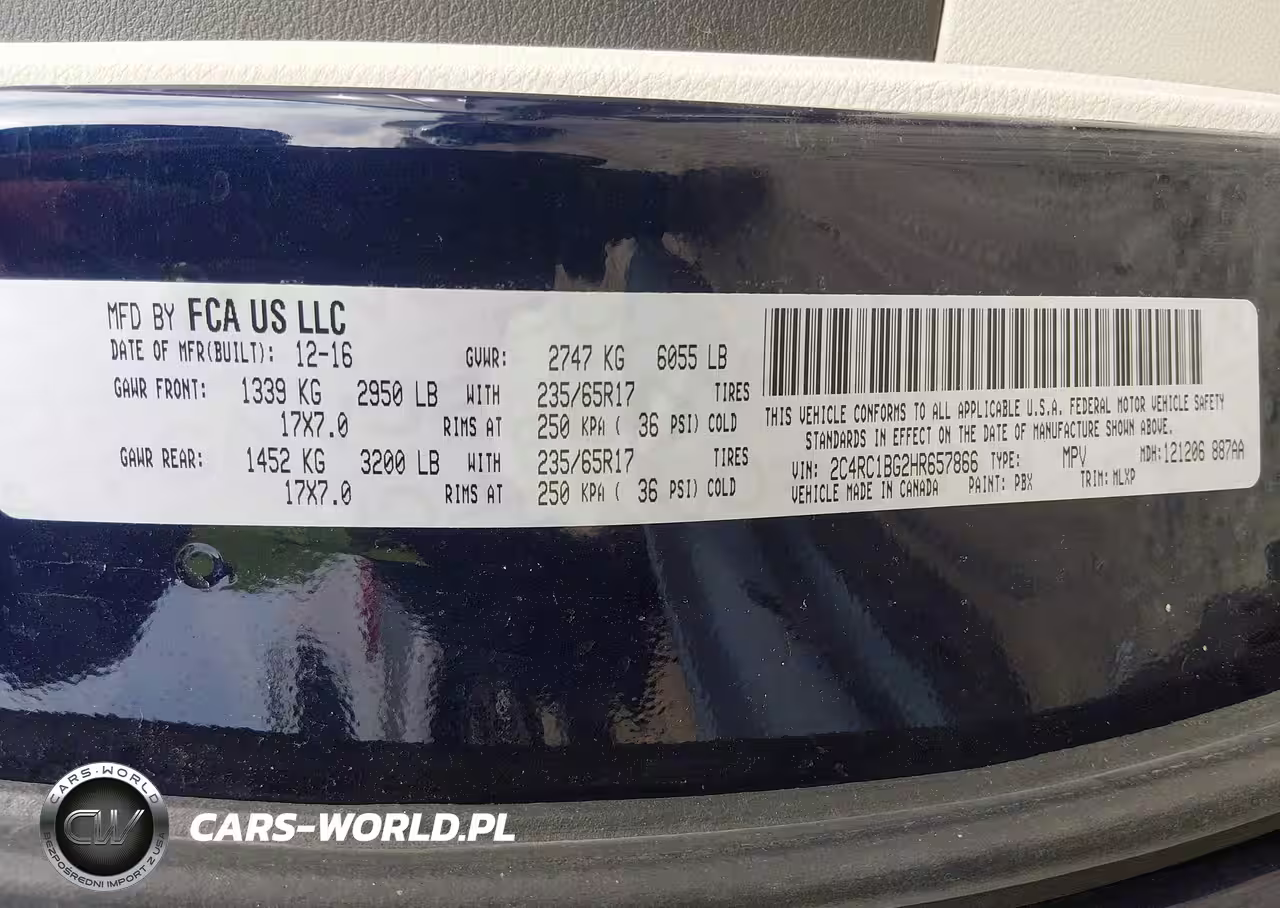 MFD BY FCA US LLC
DATE OF MFR(BUILT): 12-16 GVWR: 2747 KG 6055 LB
GAWR FRONT: 1339 KG 2950 LB WITH 235/65R17 TIRES
17X7.0 RIMS AT 250 KPA ( 36 PSI) COLD
GAWR REAR: 1452 KG 3200 LB WITH 235/65R17 TIRES
17X7.0 RIMS AT 250 KPA ( 36 PSI) COLD
THIS VEHICLE CONFORMS TO ALL APPLICABLE U.S.A. FEDERAL MOTOR VEHICLE SAFETY
STANDARDS IN EFFECT ON THE DATE OF MANUFACTURE SHOWN ABOVE.
VIN: 2C4RC1BG2HR657866 TYPE: MPV MDH:121206 887AA
VEHICLE MADE IN CANADA PAINT: PBX TRIM: MLXP
CARS-WORLD
CW
BEZPOŚREDNI IMPORT Z USA
CARS-WORLD.PL